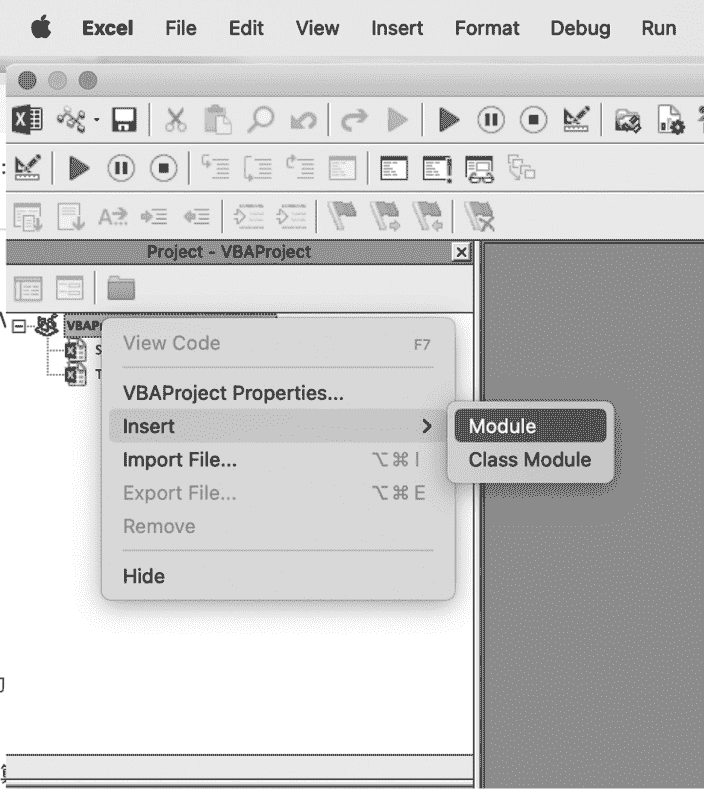 Excel File Edit View Insert Format Debug Run
Project - VBAProject
View Code F7
VBAProject Properties...
Insert
Module
Import File... ⌥⌘I
Class Module
Export File... ⌥⌘E
Remove
Hide